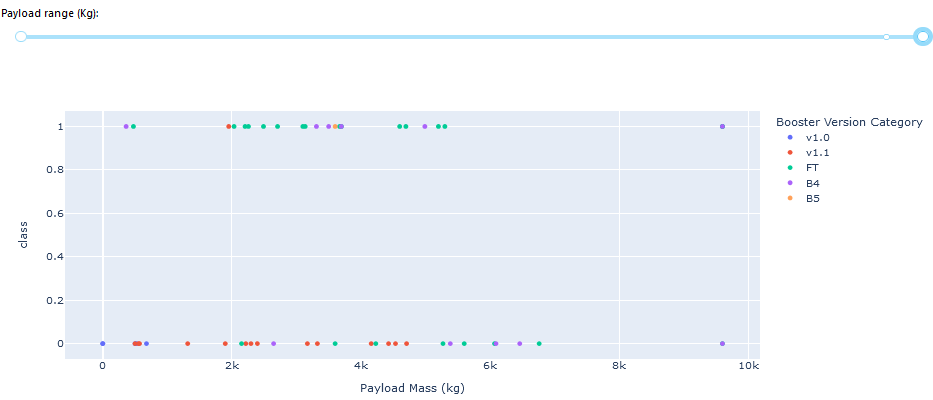 Payload range (Kg):
Booster Version Category
v1.0
v1.1
FT
B4
B5
1
0.8
0.6
0.4
0.2
0
class
0 2k 4k 6k 8k 10k
Payload Mass (kg)